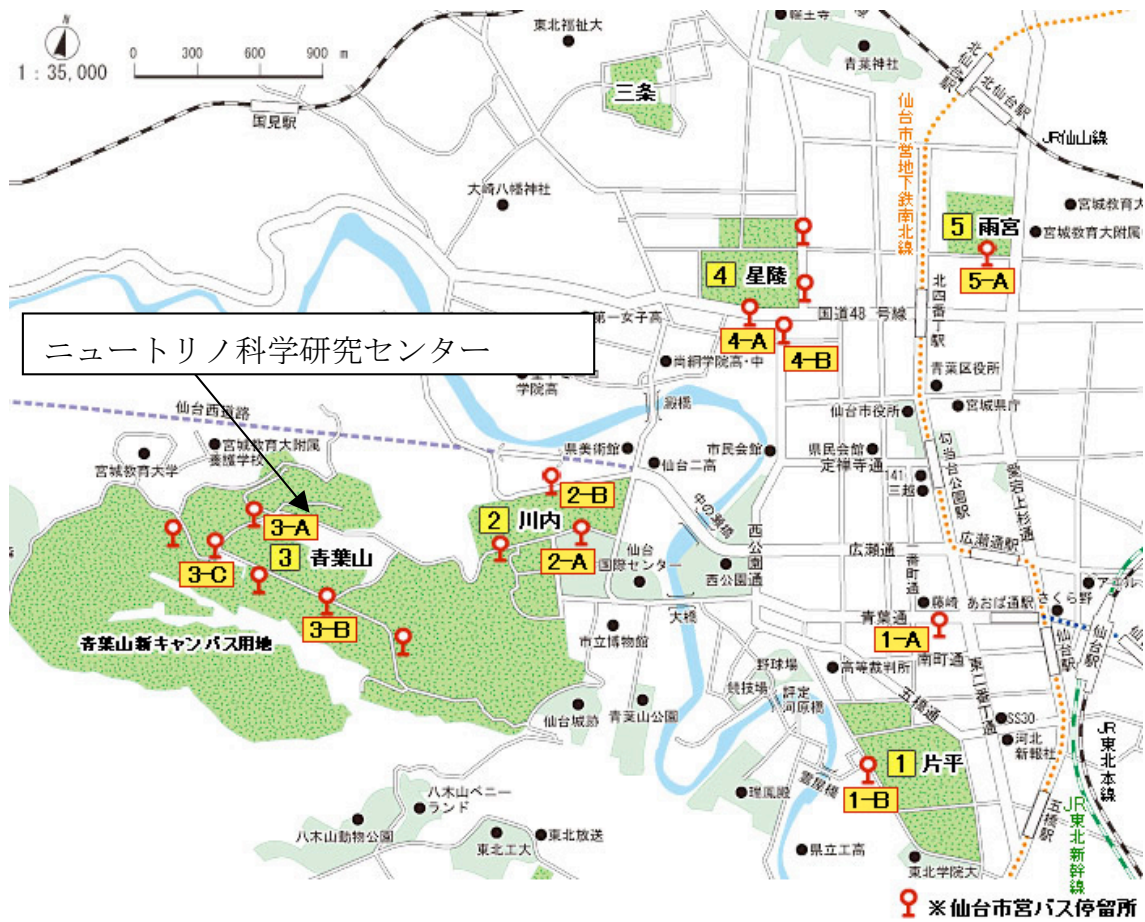 N
0 300 600 900 m
1：35,000
東北福祉大
三条
青葉神社
北仙台駅
北仙台駅
JR仙山線
国見駅
仙台市営地下鉄南北線
大崎八幡神社
5 雨宮
5-A
4 星陵
4-A
4-B
国道48 号線
北四番丁駅
第一女子高
ニュートリノ科学研究センター
学院高
尚絅学院高・中
青葉区役所
仙台西道路
澱橋
仙台市役所
宮城県庁
宮城教育大附属
養護学校
宮城教育大学
県美術館
仙台二高
市民会館
県民会館
定禅寺通
勾当台公園駅
141
三越
2-B
2 川内
2-A
3-A
3 青葉山
3-C
3-B
中の瀬橋
西公園
西公園通
広瀬通
広瀬通駅
一番町通
仙台
国際センター
藤崎
あおば通駅
さくら野
青葉通
1-A
南町通
仙台駅
仙台駅
青葉山新キャンパス用地
市立博物館
大橋
野球場
競技場
評定
河原橋
高等裁判所
五橋通
東二番丁通
SS30
河北
新報社
仙台城跡
青葉山公園
1 片平
1-B
霊屋橋
瑞鳳殿
JR東北本線
五橋駅
JR東北新幹線
八木山ベニー
ランド
八木山動物公園
東北工大
東北放送
県立工高
東北学院大
※仙台市営バス停留所